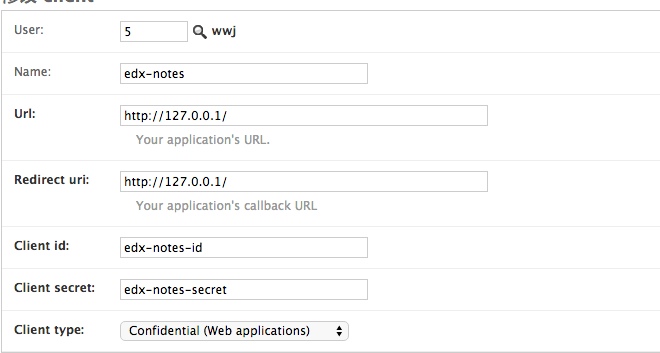 修改 client
User: 5 wwj
Name: edx-notes
Url: http://127.0.0.1/
Your application's URL.
Redirect uri: http://127.0.0.1/
Your application's callback URL
Client id: edx-notes-id
Client secret: edx-notes-secret
Client type: Confidential (Web applications)